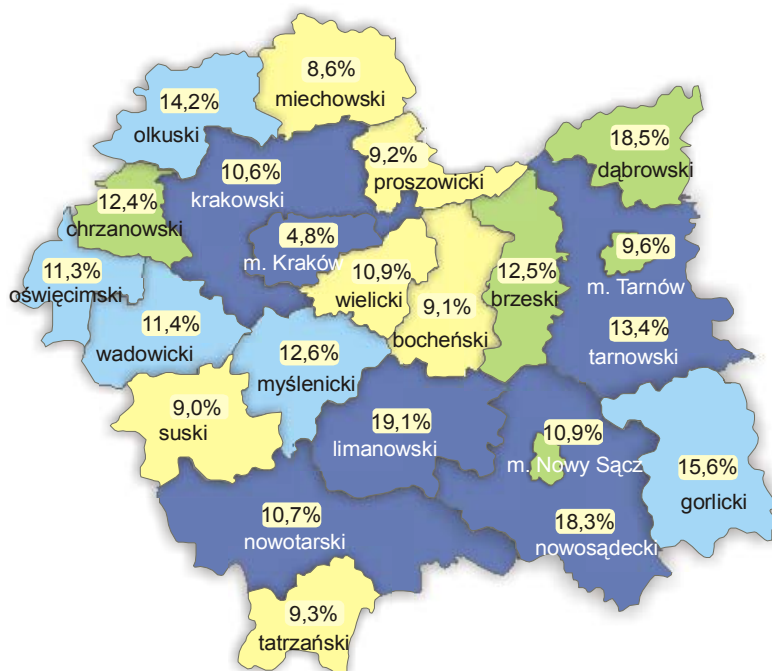 8,6%
miechowski
14,2%
olkuski
18,5%
dąbrowski
9,2%
proszowicki
10,6%
krakowski
12,4%
chrzanowski
4,8%
m. Kraków
9,6%
m. Tarnów
11,3%
oświęcimski
10,9%
wielicki
12,5%
brzeski
9,1%
bocheński
11,4%
wadowicki
13,4%
tarnowski
12,6%
myślenicki
9,0%
suski
19,1%
limanowski
10,9%
m. Nowy Sącz
15,6%
gorlicki
10,7%
nowotarski
18,3%
nowosądecki
9,3%
tatrzański